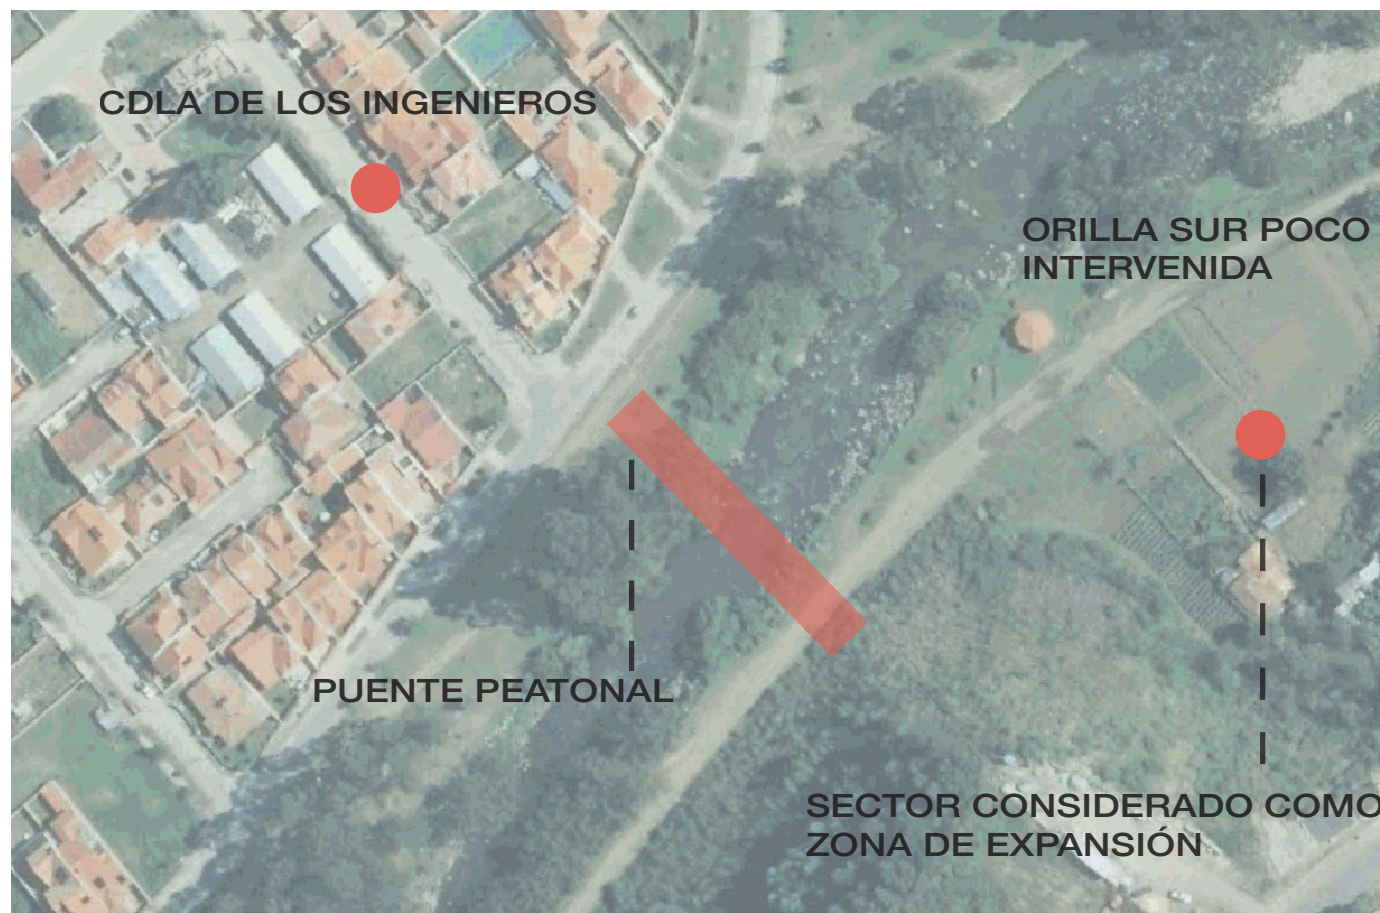 CDLA DE LOS INGENIEROS
ORILLA SUR POCO
INTERVENIDA
PUENTE PEATONAL
SECTOR CONSIDERADO COMO
ZONA DE EXPANSIÓN